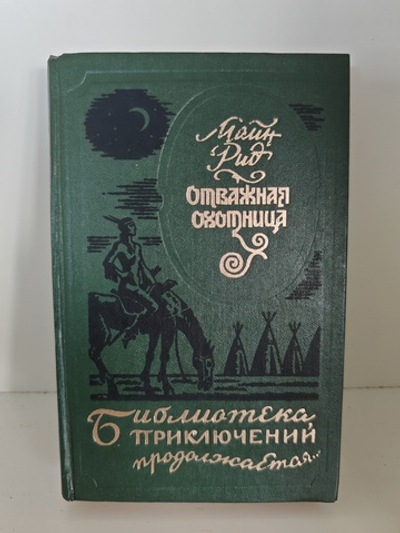 Майн
Рид
Отважная
охотница
Библиотека
приключений
продолжается...